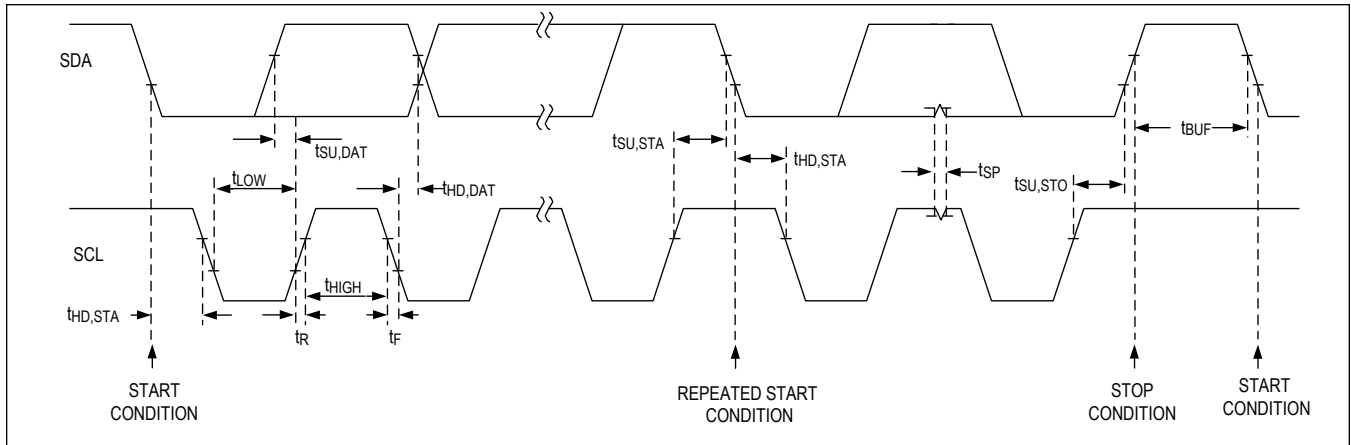 SDA
tSU,DAT
tLOW
tHD,DAT
tSU,STA
tHD,STA
tSP
tSU,STO
tBUF
SCL
tHIGH
tHD,STA
tR
tF
START
CONDITION
REPEATED START
CONDITION
STOP
CONDITION
START
CONDITION